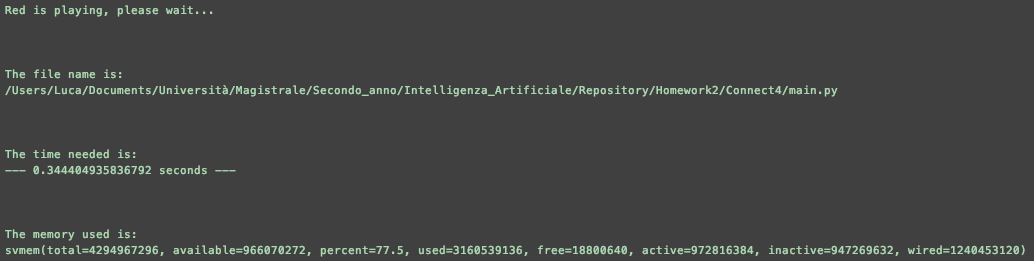 Red is playing, please wait...
The file name is:
/Users/Luca/Documents/Università/Magistrale/Secondo_anno/Intelligenza_Artificiale/Repository/Homework2/Connect4/main.py
The time needed is:
--- 0.344404935836792 seconds ---
The memory used is:
svmem(total=4294967296, available=966070272, percent=77.5, used=3160539136, free=18800640, active=972816384, inactive=947269632, wired=1240453120)